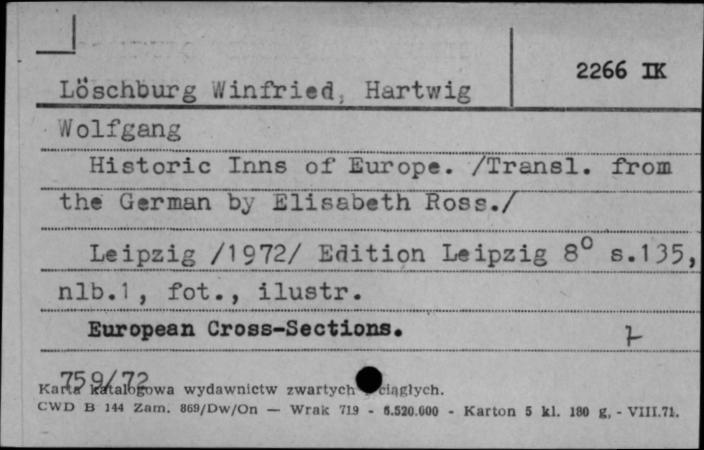 2266 IK
Löschburg Winfried, Hartwig
Wolfgang
Historic Inns of Europe. /Transl. from
the German by Elisabeth Ross./
Leipzig /1972/ Edition Leipzig 8° s.135,
nlb.1, fot., ilustr.
European Cross-Sections.
759/72
Karta katalogowa wydawnictw zwartych ciągłych.
CWD B 144 Zam. 869/Dw/On — Wrak 719 - 6.520.000 - Karton 5 kl. 180 g, - VIII.71.